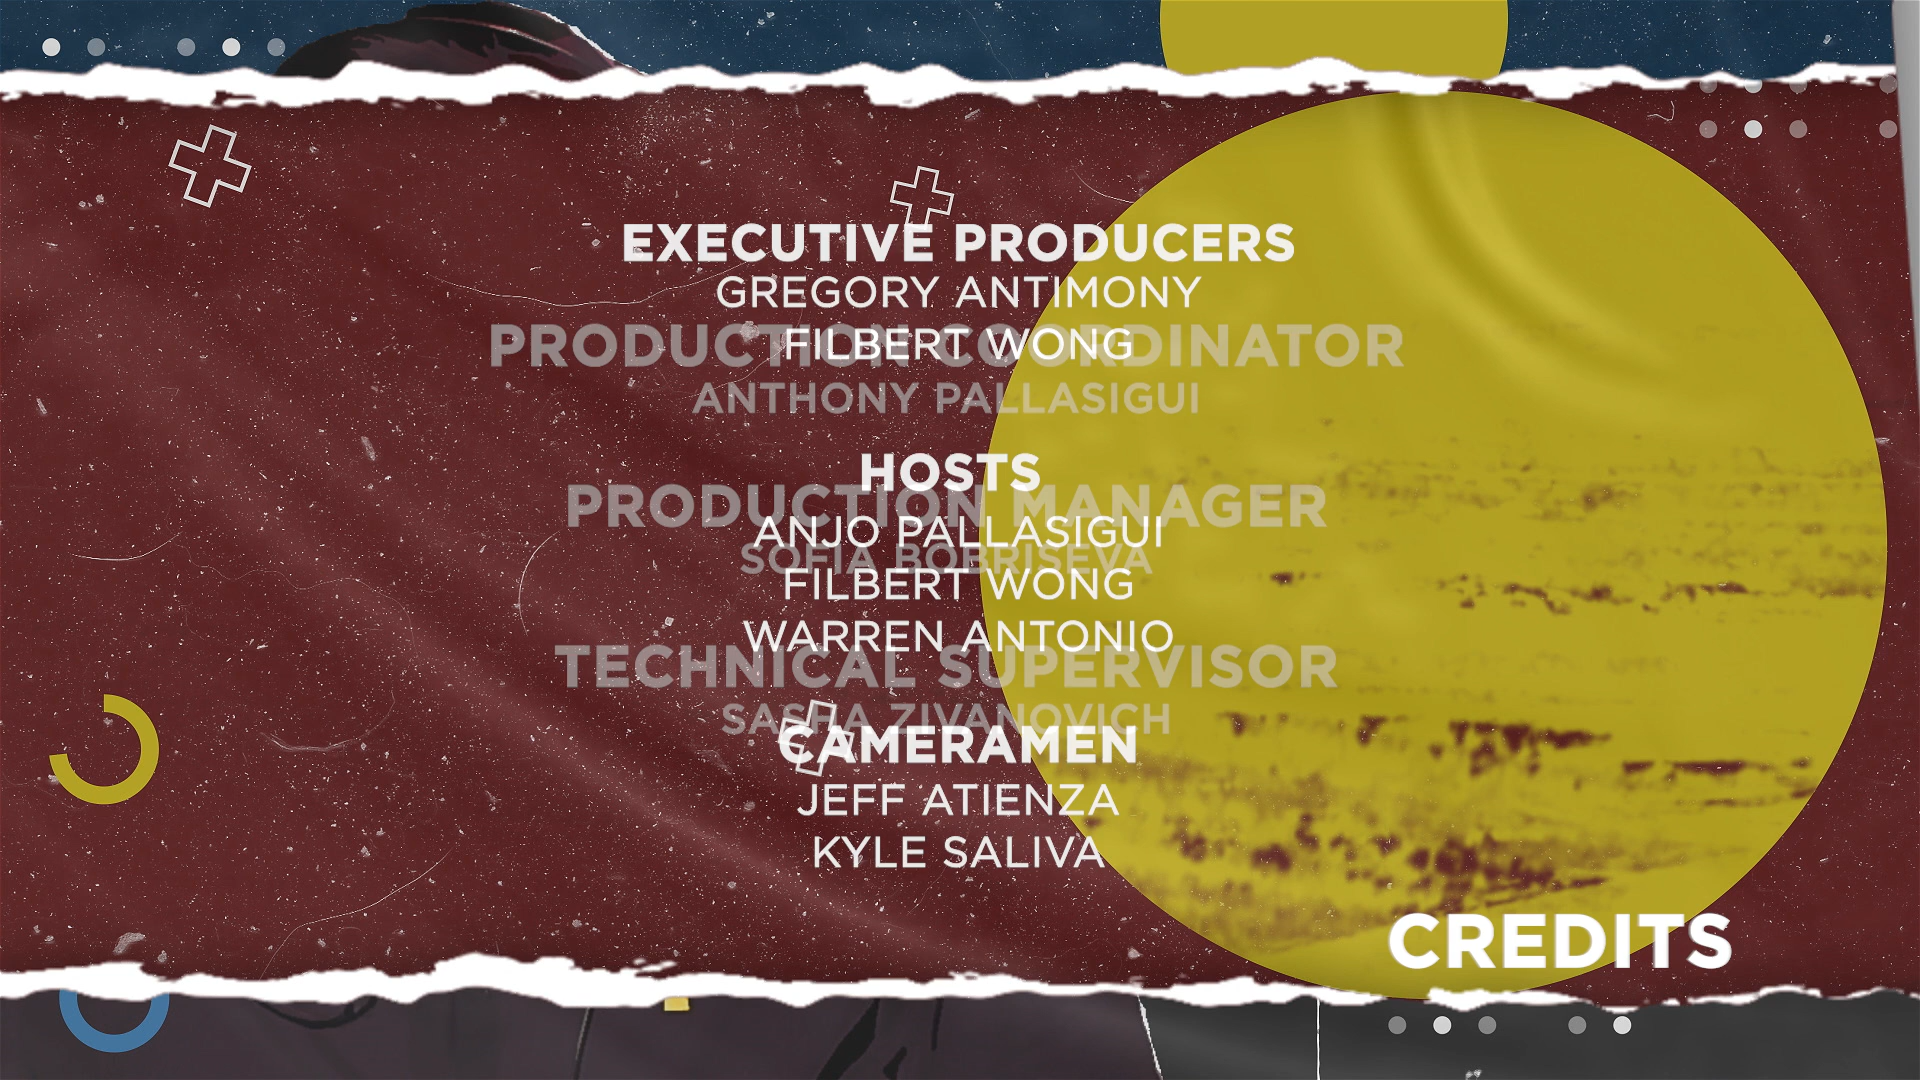 EXECUTIVE PRODUCERS
GREGORY ANTIMONY
FILBERT WONG
PRODUCTION COORDINATOR
ANTHONY PALLASIGUI
HOSTS
PRODUCTION MANAGER
ANJO PALLASIGUI
SOFIA BOBRISEVA
FILBERT WONG
WARREN ANTONIO
TECHNICAL SUPERVISOR
SASHA ZIVANOVICH
CAMERAMEN
JEFF ATIENZA
KYLE SALIVA
CREDITS